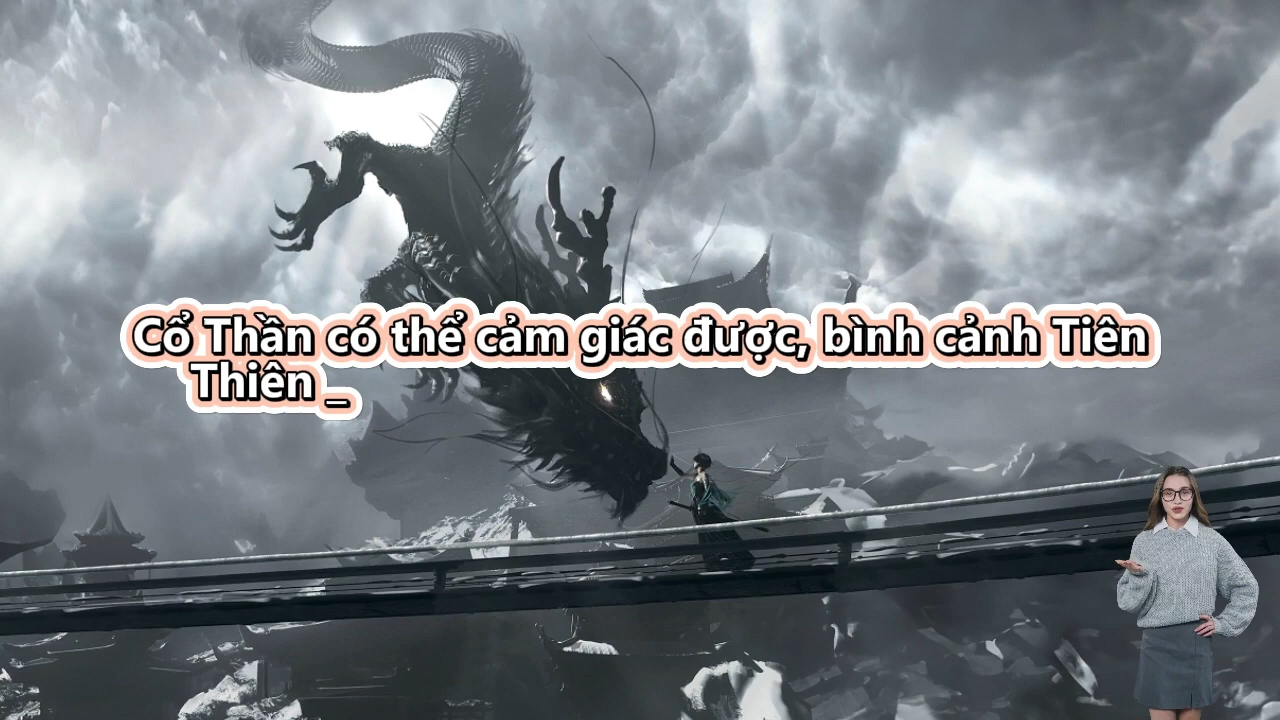 Cổ Thần có thể cảm giác được, bình cảnh Tiên
Thiên _